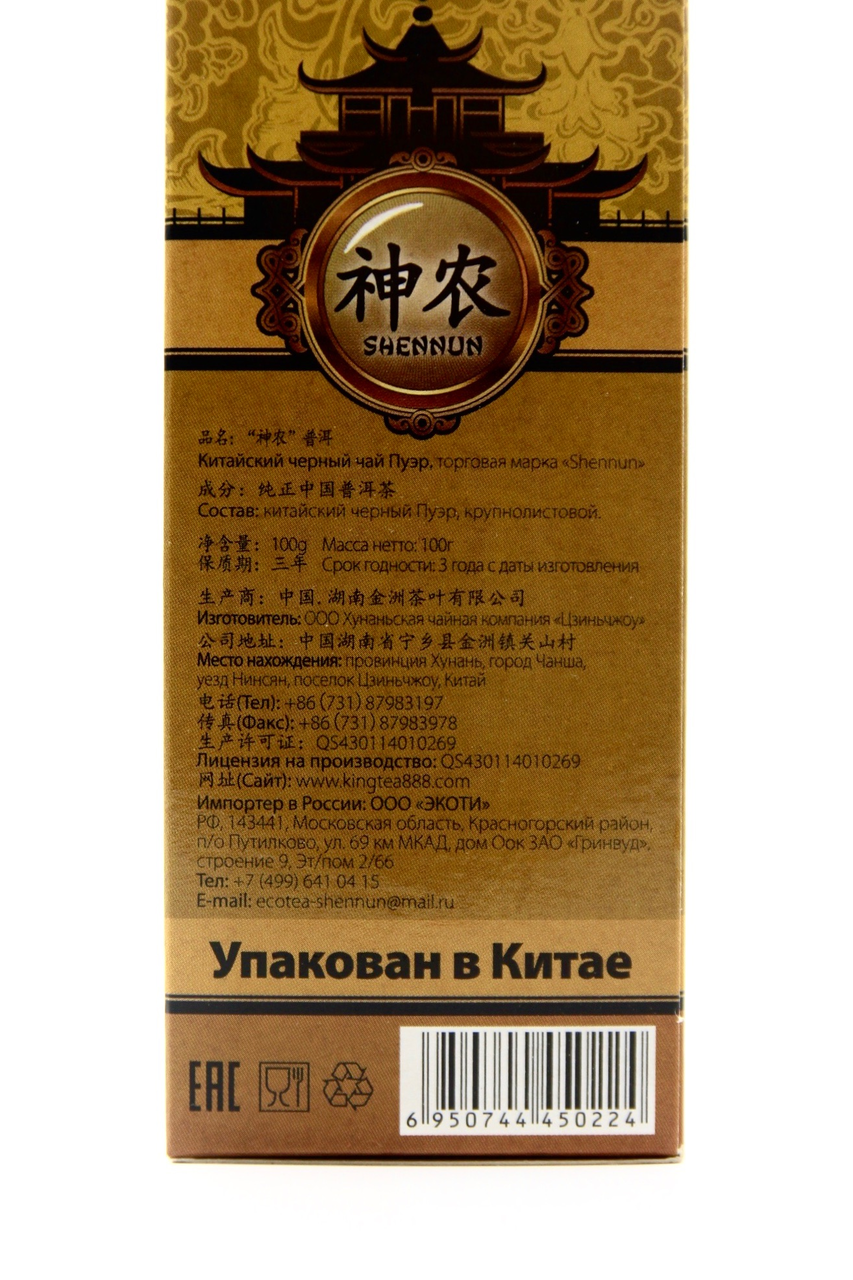 神农
SHENNUN
品名：“神农”普洱
Китайский черный чай Пуэр, торговая марка «Shennun»
成分：纯正中国普洱茶
Состав: китайский черный Пуэр, крупнолистовой.
净含量：100g Масса нетто: 100г
保质期：三年 Срок годности: 3 года с даты изготовления
生产商：中国.湖南金洲茶叶有限公司
Изготовитель: ООО Хунаньская чайная компания «Цзиньчжоу»
公司地址：中国湖南省宁乡县金洲镇关山村
Место нахождения: провинция Хунань, город Чанша,
уезд Нинсян, поселок Цзиньчжоу, Китай
电话(Тел): +86 (731) 87983197
传真(Факс): +86 (731) 87983978
生产许可证：QS430114010269
Лицензия на производство: QS430114010269
网址(Сайт): www.kingtea888.com
Импортер в России: ООО «ЭКОТИ»
РФ, 143441, Московская область, Красногорский район,
п/о Путилково, ул. 69 км МКАД, дом Оок ЗАО «Гринвуд»,
строение 9, Эт/пом 2/66
Тел: +7 (499) 641 04 15
E-mail: ecotea-shennun@mail.ru
Упакован в Китае
EAC
6 950744 450224